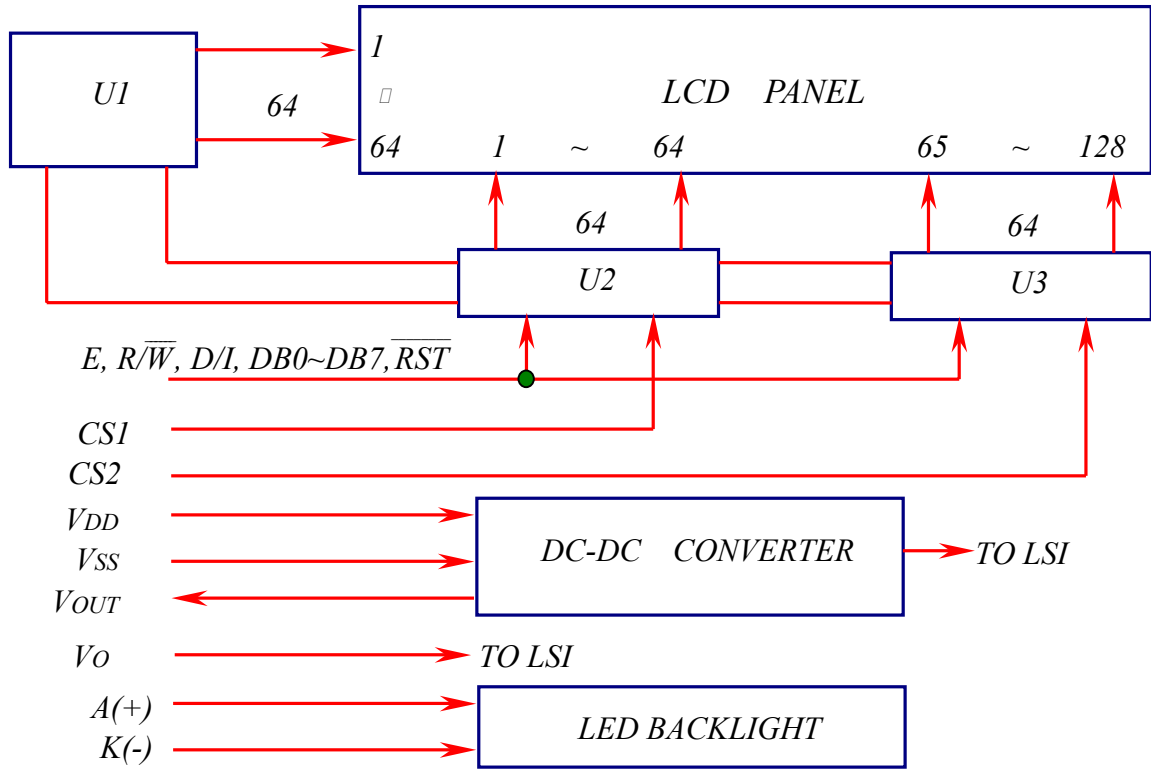 U1
64
1
LCD PANEL
64 1 ~ 64 65 ~ 128
64
64
U2
U3
E, R/W̅, D/I, DB0~DB7, R̅S̅T̅
CS1
CS2
VDD
VSS
VOUT
DC-DC CONVERTER
TO LSI
VO
TO LSI
A(+)
K(-)
LED BACKLIGHT